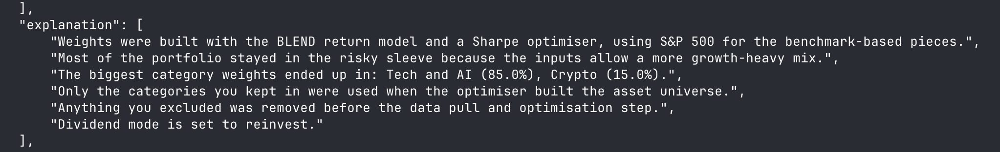 ],
"explanation": [
"Weights were built with the BLEND return model and a Sharpe optimiser, using S&P 500 for the benchmark-based pieces.",
"Most of the portfolio stayed in the risky sleeve because the inputs allow a more growth-heavy mix.",
"The biggest category weights ended up in: Tech and AI (85.0%), Crypto (15.0%).",
"Only the categories you kept in were used when the optimiser built the asset universe.",
"Anything you excluded was removed before the data pull and optimisation step.",
"Dividend mode is set to reinvest."
],